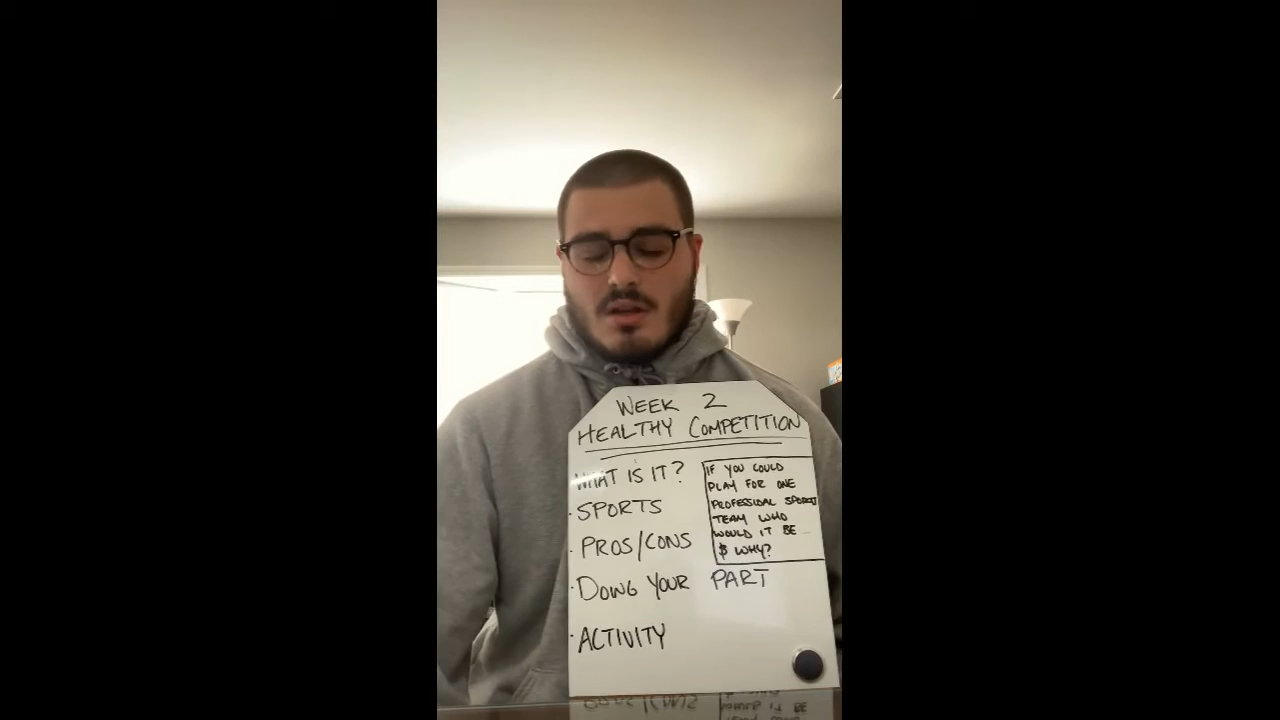 WEEK 2
HEALTHY COMPETITION
WHAT IS IT?
· SPORTS
· PROS/CONS
· DOING YOUR PART
· ACTIVITY
IF YOU COULD
PLAY FOR ONE
PROFESSIONAL SPORTS
TEAM WHO
WOULD IT BE
& WHY?